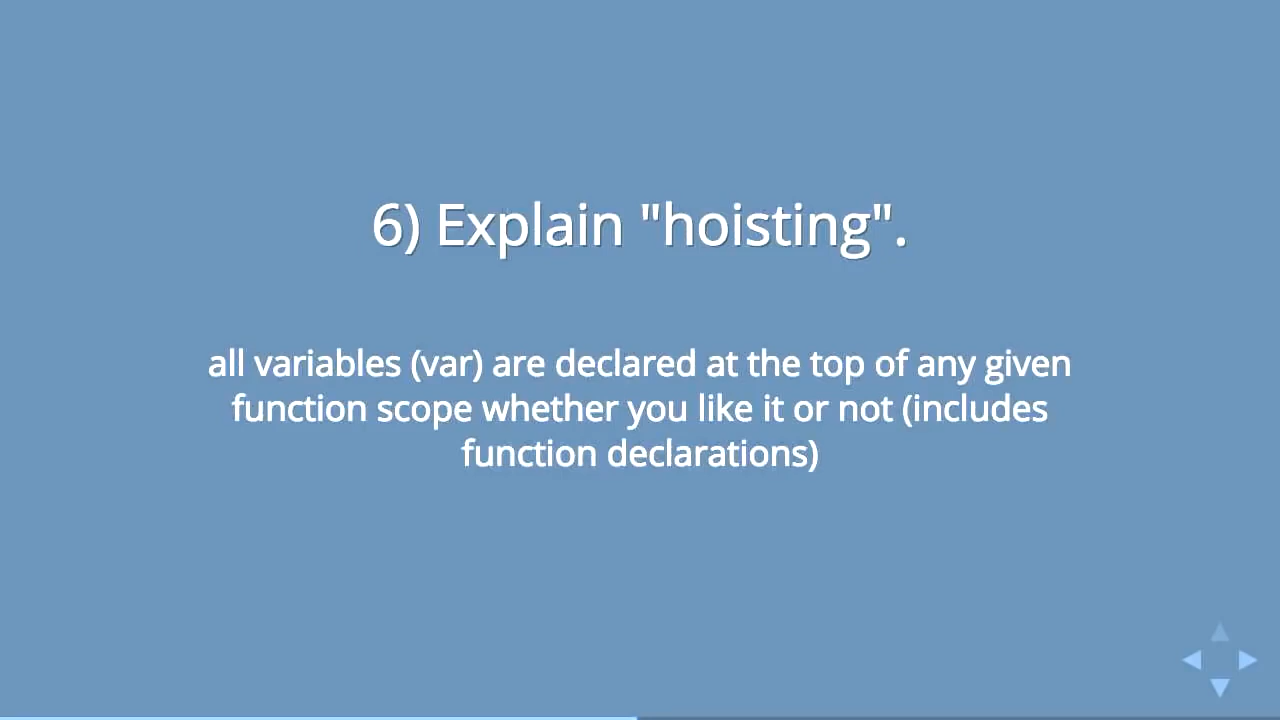 6) Explain "hoisting".
all variables (var) are declared at the top of any given
function scope whether you like it or not (includes
function declarations)